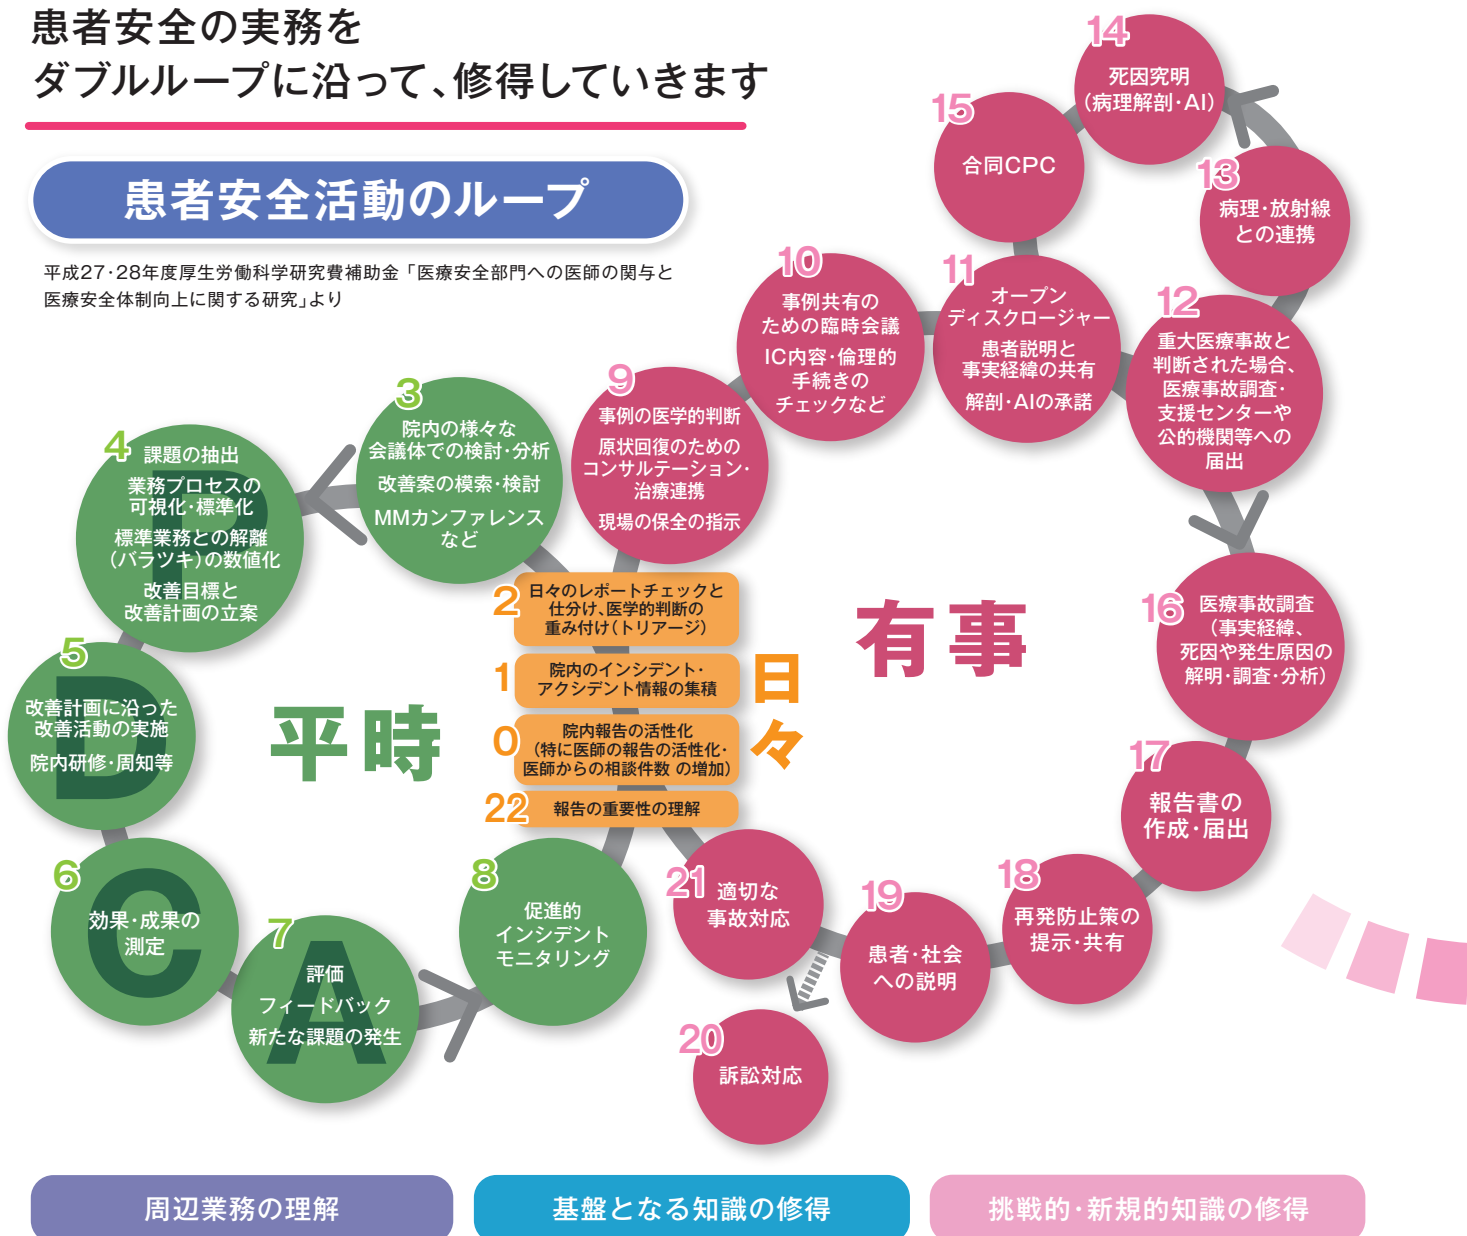 患者安全の実務を
ダブルループに沿って、修得していきます
患者安全活動のループ
平成27・28年度厚生労働科学研究費補助金「医療安全部門への医師の関与と
医療安全体制向上に関する研究」より
日々
0
院内報告の活性化
（特に医師の報告の活性化・
医師からの相談件数 の増加）
1
院内のインシデント・
アクシデント情報の集積
2
日々のレポートチェックと
仕分け、医学的判断の
重み付け（トリアージ）
平時
3
院内の様々な
会議体での検討・分析
改善案の模索・検討
MMカンファレンス
など
4
P
課題の抽出
業務プロセスの
可視化・標準化
標準業務との解離
（バラツキ）の数値化
改善目標と
改善計画の立案
5
D
改善計画に沿った
改善活動の実施
院内研修・周知等
6
C
効果・成果の
測定
7
A
評価
フィードバック
新たな課題の発生
8
促進的
インシデント
モニタリング
有事
9
事例の医学的判断
原状回復のための
コンサルテーション・
治療連携
現場の保全の指示
10
事例共有の
ための臨時会議
IC内容・倫理的
手続きの
チェックなど
11
オープン
ディスクロージャー
患者説明と
事実経緯の共有
解剖・AIの承諾
12
重大医療事故と
判断された場合、
医療事故調査・
支援センターや
公的機関等への
届出
13
病理・放射線
との連携
14
死因究明
（病理解剖・AI）
15
合同CPC
16
医療事故調査
（事実経緯、
死因や発生原因の
解明・調査・分析）
17
報告書の
作成・届出
18
再発防止策の
提示・共有
19
患者・社会
への説明
20
訴訟対応
21
適切な
事故対応
22
報告の重要性の理解
周辺業務の理解
基盤となる知識の修得
挑戦的・新規的知識の修得